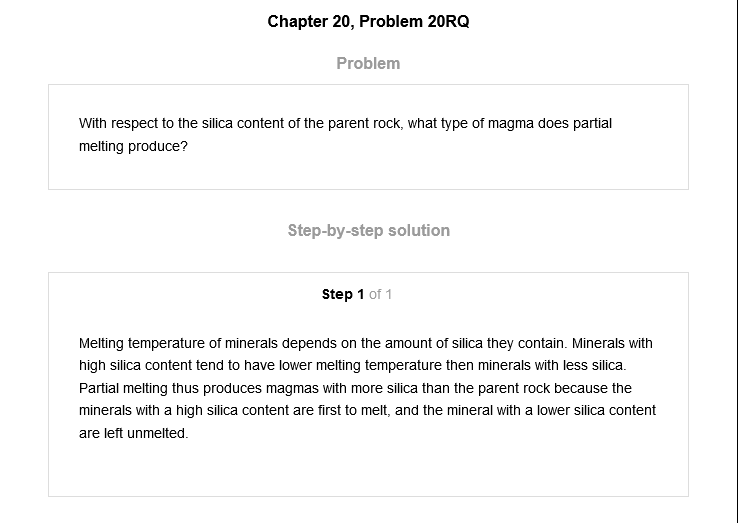 Chapter 20, Problem 20RQ
Problem
With respect to the silica content of the parent rock, what type of magma does partial
melting produce?
Step-by-step solution
Step 1 of 1
Melting temperature of minerals depends on the amount of silica they contain. Minerals with
high silica content tend to have lower melting temperature then minerals with less silica.
Partial melting thus produces magmas with more silica than the parent rock because the
minerals with a high silica content are first to melt, and the mineral with a lower silica content
are left unmelted.